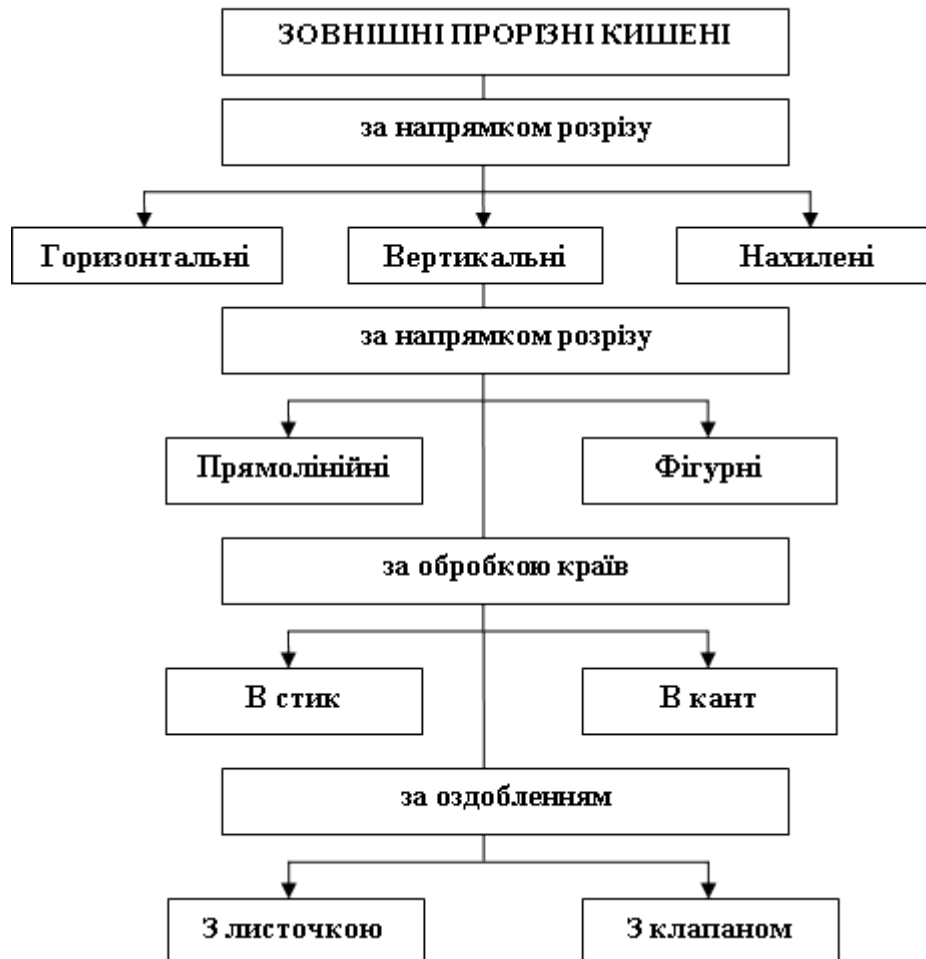 ЗОВНІШНІ ПРОРІЗНІ КИШЕНІ
за напрямком розрізу
Горизонтальні
Вертикальні
Нахилені
за напрямком розрізу
Прямолінійні
Фігурні
за обробкою країв
В стик
В кант
за оздобленням
З листочкою
З клапаном